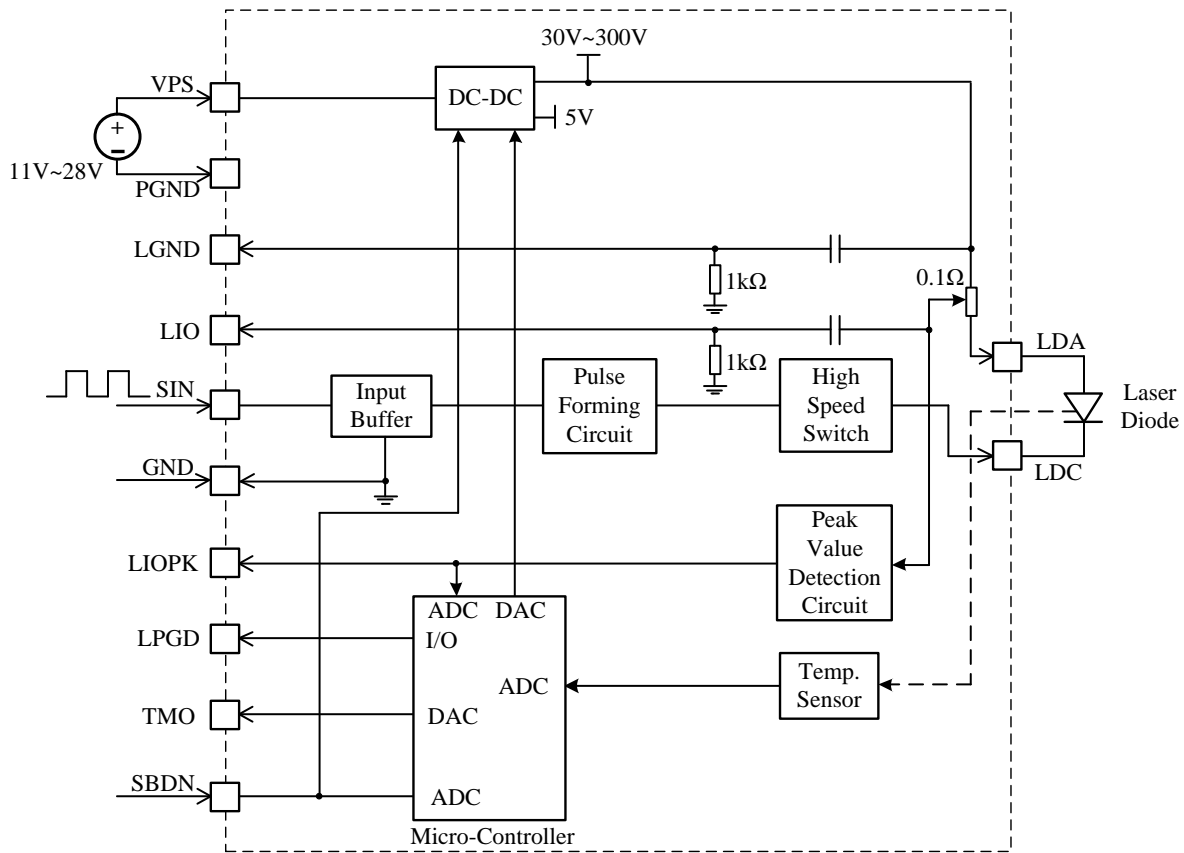 30V~300V
VPS
DC-DC
5V
+
11V~28V
PGND
LGND
1kΩ
0.1Ω
LIO
1kΩ
LDA
SIN
Input
Buffer
Pulse
Forming
Circuit
High
Speed
Switch
Laser
Diode
GND
LDC
LIOPK
Peak
Value
Detection
Circuit
ADC DAC
LPGD
I/O
ADC
Temp.
Sensor
TMO
DAC
SBDN
ADC
Micro-Controller